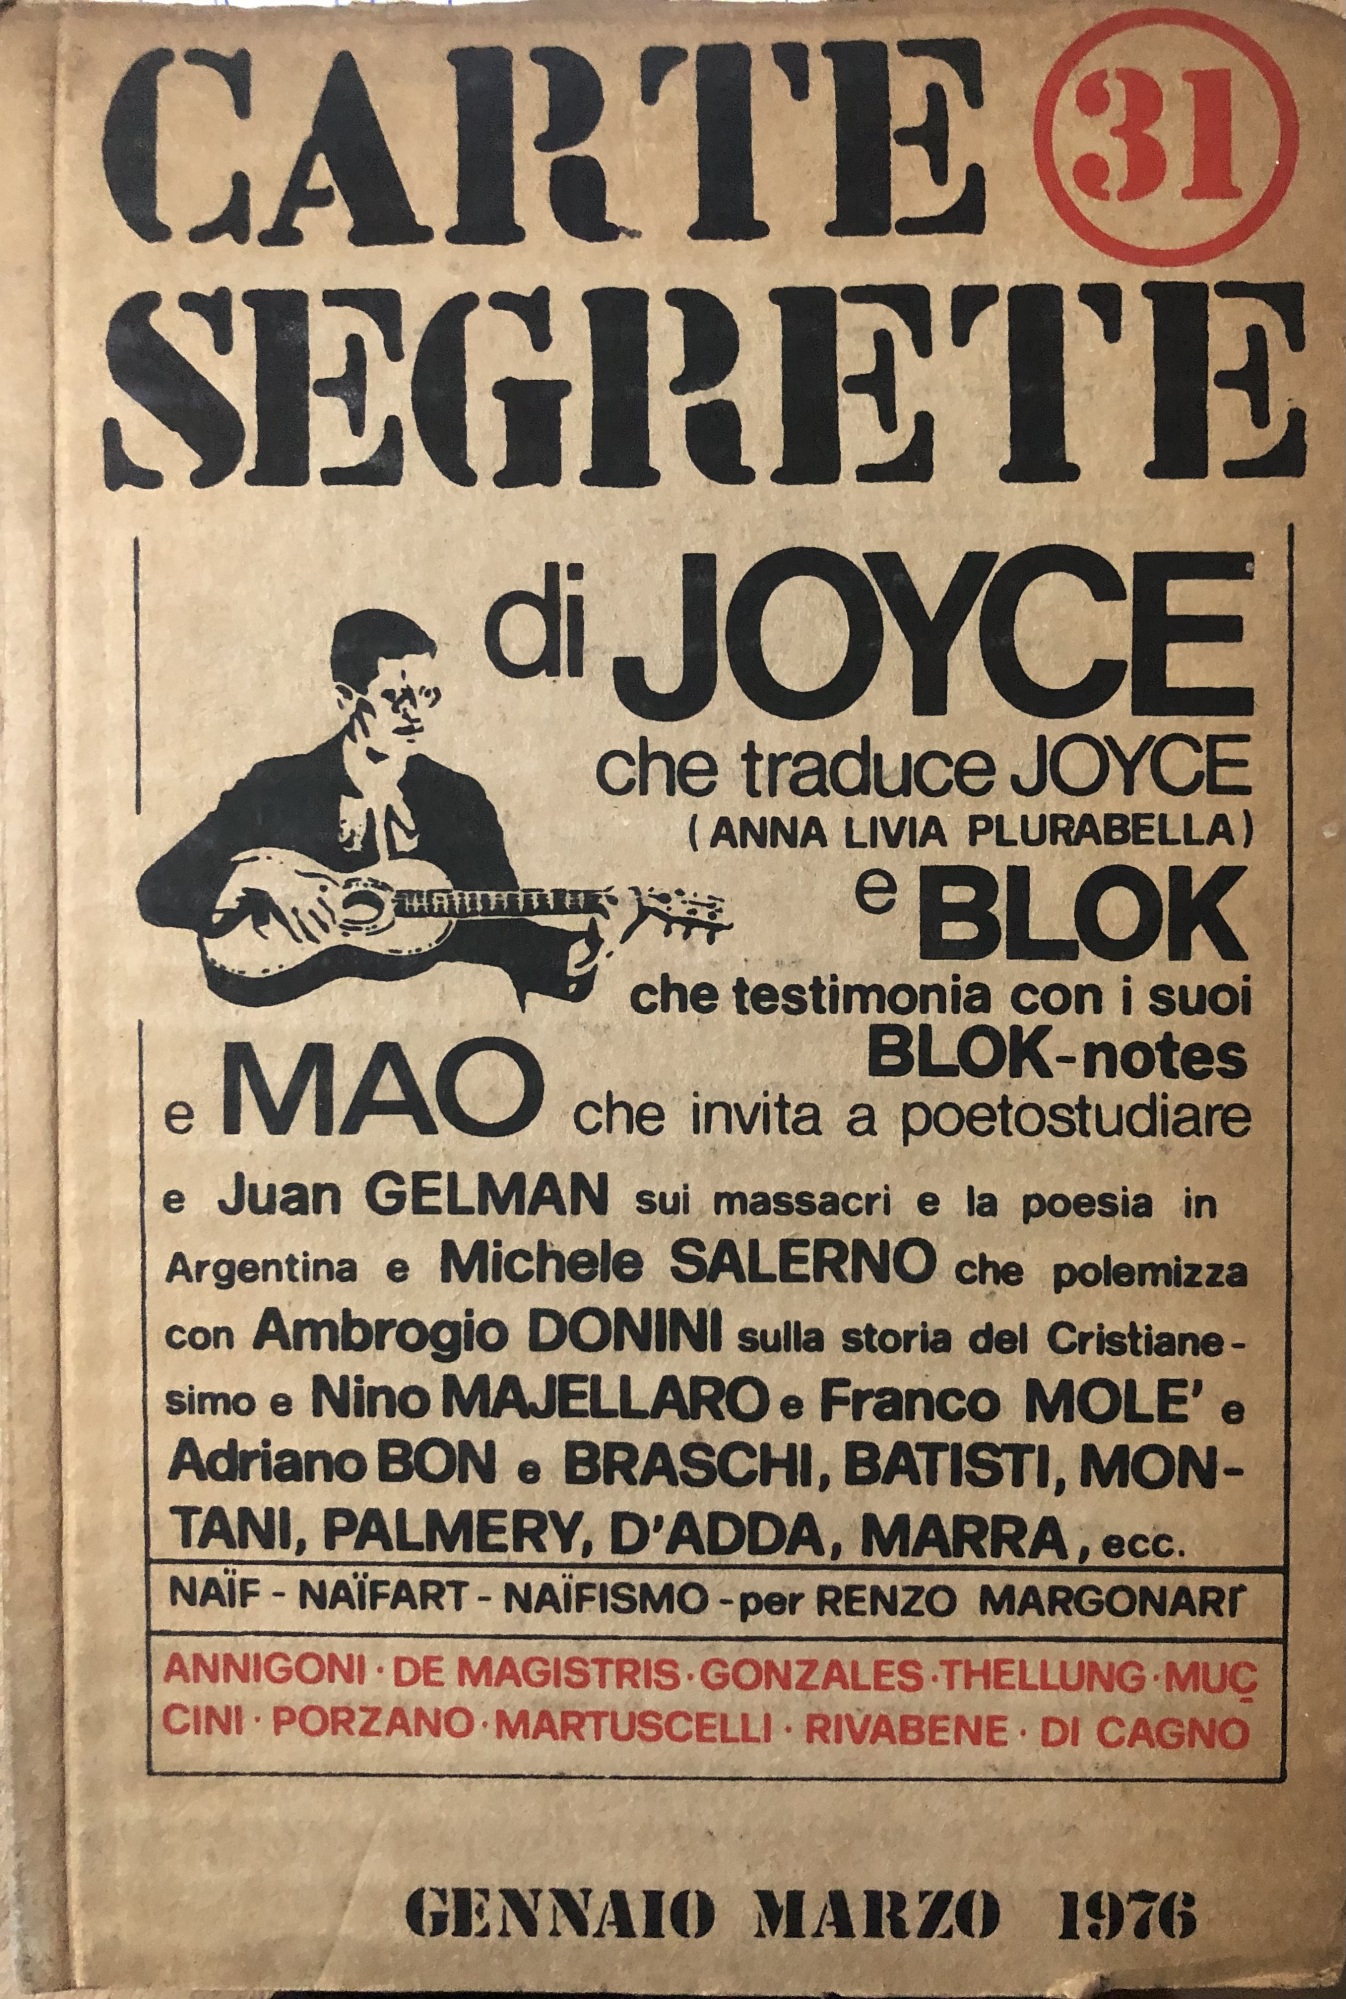 CARTE 31
SEGRETE
di JOYCE
che traduce JOYCE
(ANNA LIVIA PLURABELLA)
e BLOK
che testimonia con i suoi
BLOK-notes
e MAO che invita a poetostudiare
e Juan GELMAN sui massacri e la poesia in
Argentina e Michele SALERNO che polemizza
con Ambrogio DONINI sulla storia del Cristiane-
simo e Nino MAJELLARO e Franco MOLE' e
Adriano BON e BRASCHI, BATISTI, MON-
TANI, PALMERY, D'ADDA, MARRA, ecc.
NAÏF - NAÏFART - NAÏFISMO - per RENZO MARGONARI
ANNIGONI · DE MAGISTRIS · GONZALES · THELLUNG · MUC
CINI · PORZANO · MARTUSCELLI · RIVABENE · DI CAGNO
GENNAIO MARZO 1976